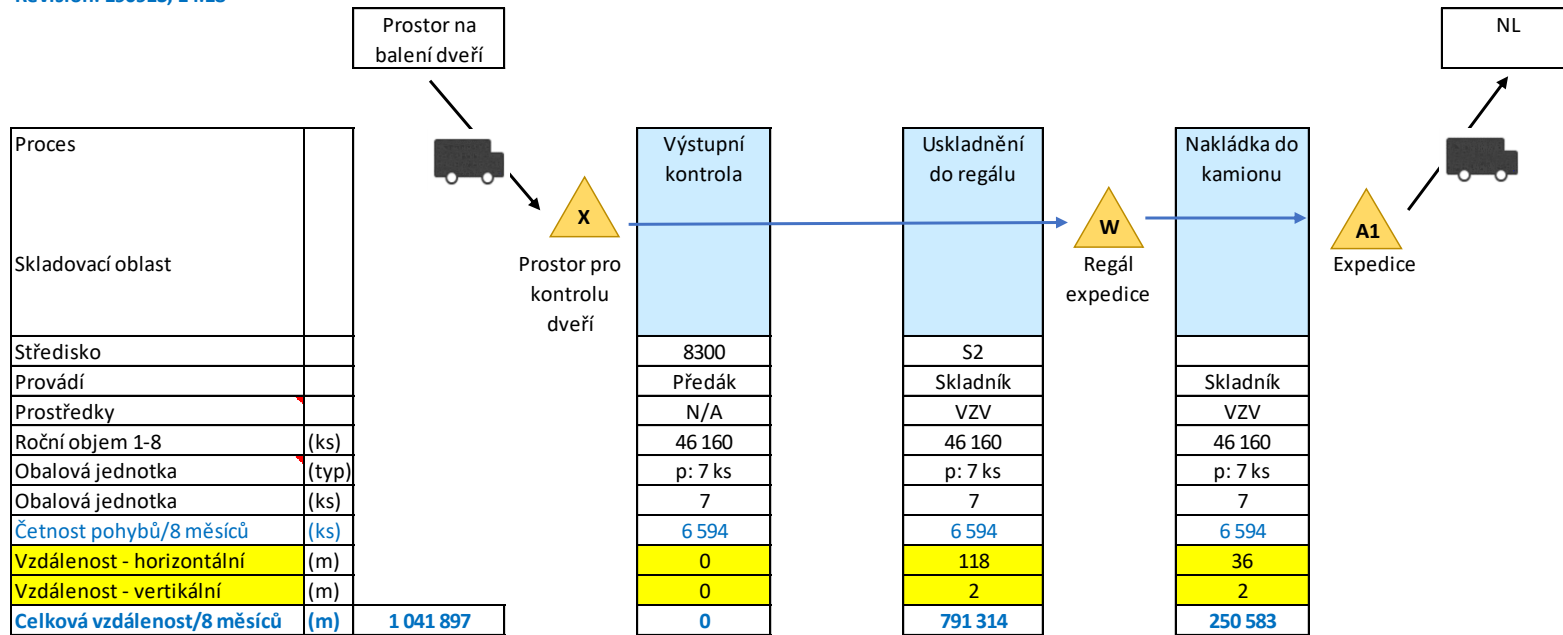 Prostor na
balení dveří
NL
Proces
Výstupní
kontrola
Uskladnění
do regálu
Nakládka do
kamionu
X
W
A1
Skladovací oblast
Prostor pro
kontrolu
dveří
Regál
expedice
Expedice
Středisko 8300 S2
Provádí Předák Skladník Skladník
Prostředky N/A VZV VZV
Roční objem 1-8 (ks) 46 160 46 160 46 160
Obalová jednotka (typ) p: 7 ks p: 7 ks p: 7 ks
Obalová jednotka (ks) 7 7 7
Četnost pohybů/8 měsíců (ks) 6 594 6 594 6 594
Vzdálenost - horizontální (m) 0 118 36
Vzdálenost - vertikální (m) 0 2 2
Celková vzdálenost/8 měsíců (m) 1 041 897 0 791 314 250 583